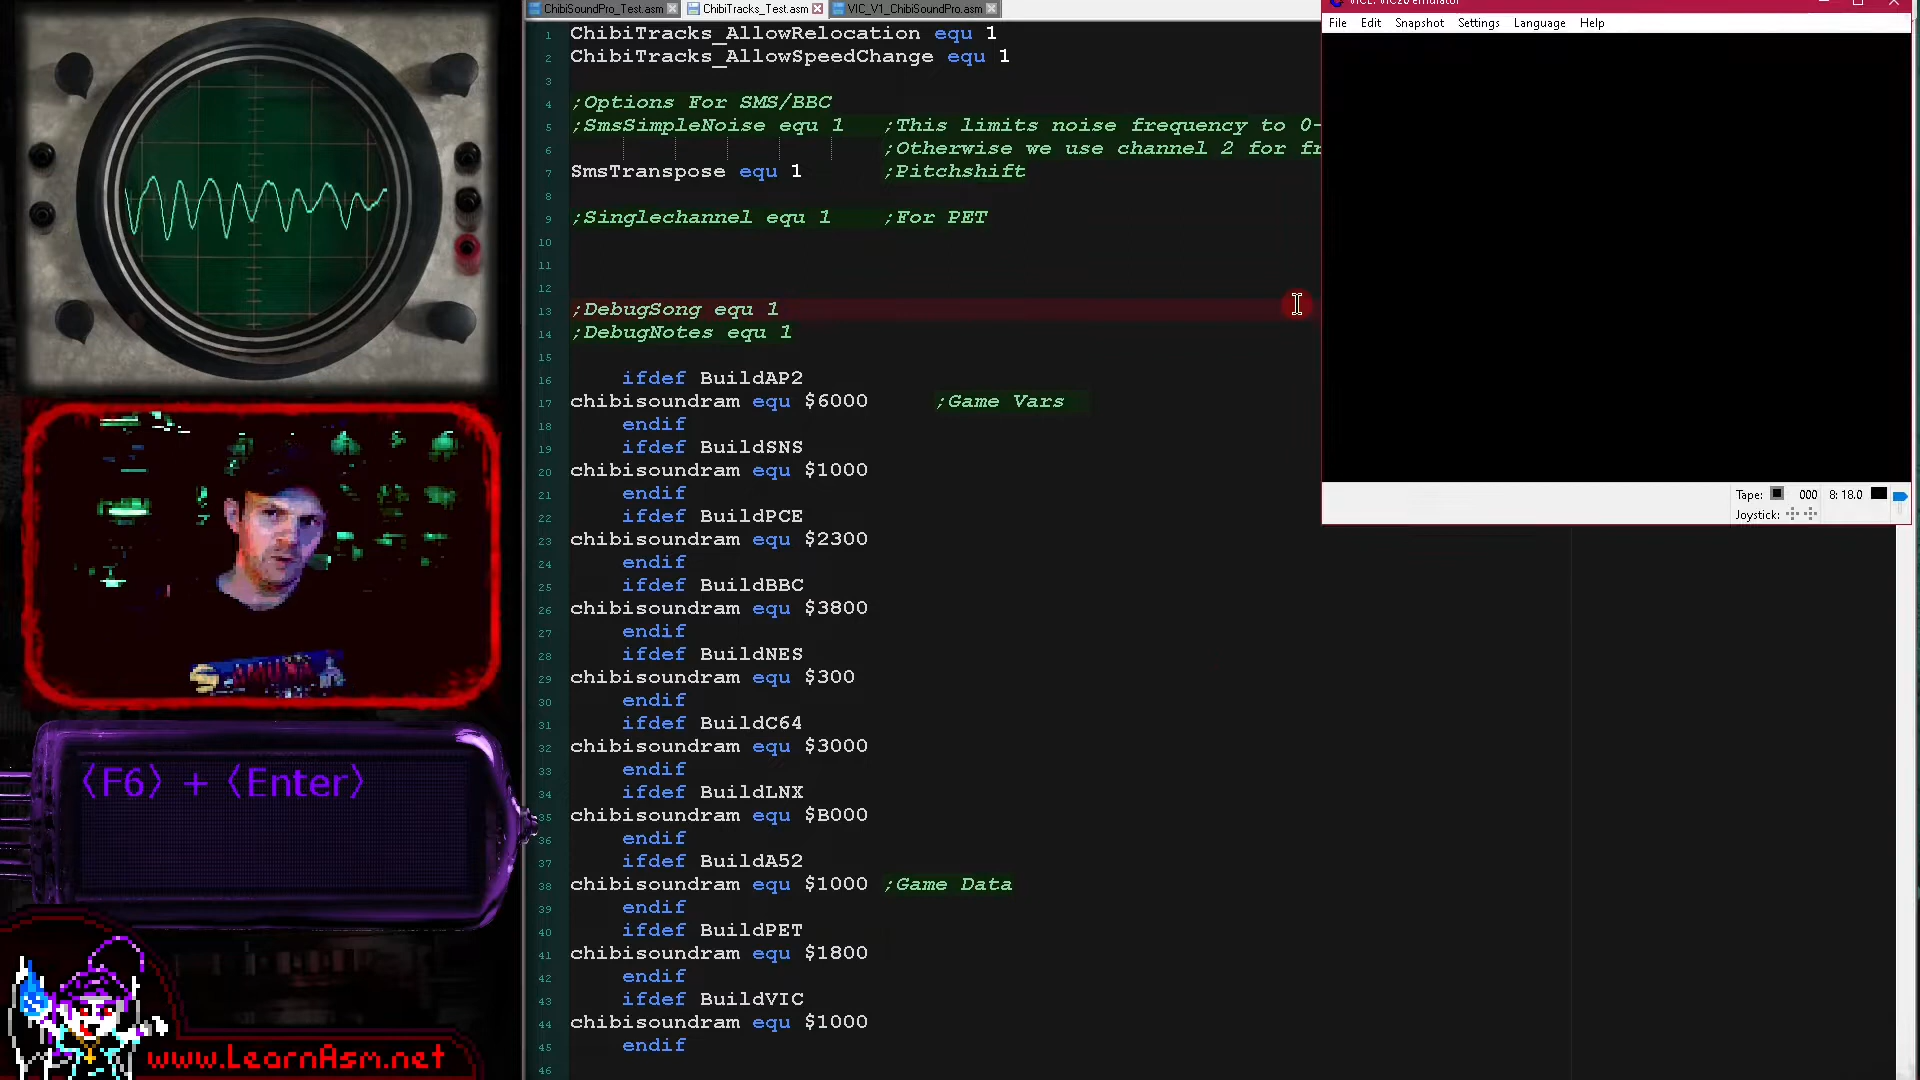 ChibiSoundPro_Test.asm
ChibiTracks_Test.asm
VIC_V1_ChibiSoundPro.asm
File Edit Snapshot Settings Language Help
1 ChibiTracks_AllowRelocation equ 1
2 ChibiTracks_AllowSpeedChange equ 1
3
4 ;Options For SMS/BBC
5 ;SmsSimpleNoise equ 1 ;This limits noise frequency to 0-
6 ;Otherwise we use channel 2 for fr
7 SmsTranspose equ 1 ;Pitchshift
8
9 ;Singlechannel equ 1 ;For PET
10
11
12
13 ;DebugSong equ 1
14 ;DebugNotes equ 1
15
16 ifdef BuildAP2
17 chibisoundram equ $6000 ;Game Vars
18 endif
19 ifdef BuildSNS
20 chibisoundram equ $1000
21 endif
22 ifdef BuildPCE
23 chibisoundram equ $2300
24 endif
25 ifdef BuildBBC
26 chibisoundram equ $3800
27 endif
28 ifdef BuildNES
29 chibisoundram equ $300
30 endif
31 ifdef BuildC64
32 chibisoundram equ $3000
33 endif
34 ifdef BuildLNX
35 chibisoundram equ $B000
36 endif
37 ifdef BuildA52
38 chibisoundram equ $1000 ;Game Data
39 endif
40 ifdef BuildPET
41 chibisoundram equ $1800
42 endif
43 ifdef BuildVIC
44 chibisoundram equ $1000
45 endif
46
Tape: 000 8: 18.0
Joystick:
〈F6〉 + 〈Enter〉
www.LearnAsm.net